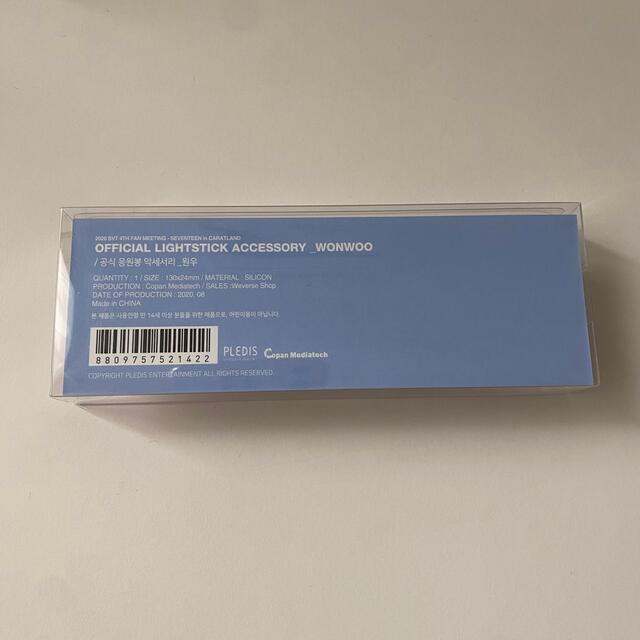 2020 SVT 4TH FAN MEETING - SEVENTEEN in CARATLAND
OFFICIAL LIGHTSTICK ACCESSORY _WONWOO
/ 공식 응원봉 악세서리 _원우
QUANTITY : 1 / SIZE : 130x24mm / MATERIAL : SILICON
PRODUCTION : Copan Mediatech / SALES :Weverse Shop
DATE OF PRODUCTION : 2020. 08
Made in CHINA
본 제품은 사용연령 만 14세 이상 분들을 위한 제품으로, 어린이용이 아닙니다.
8809757521422
PLEDIS Copan Mediatech
COPYRIGHT PLEDIS ENTERTAINMENT ALL RIGHTS RESERVED.